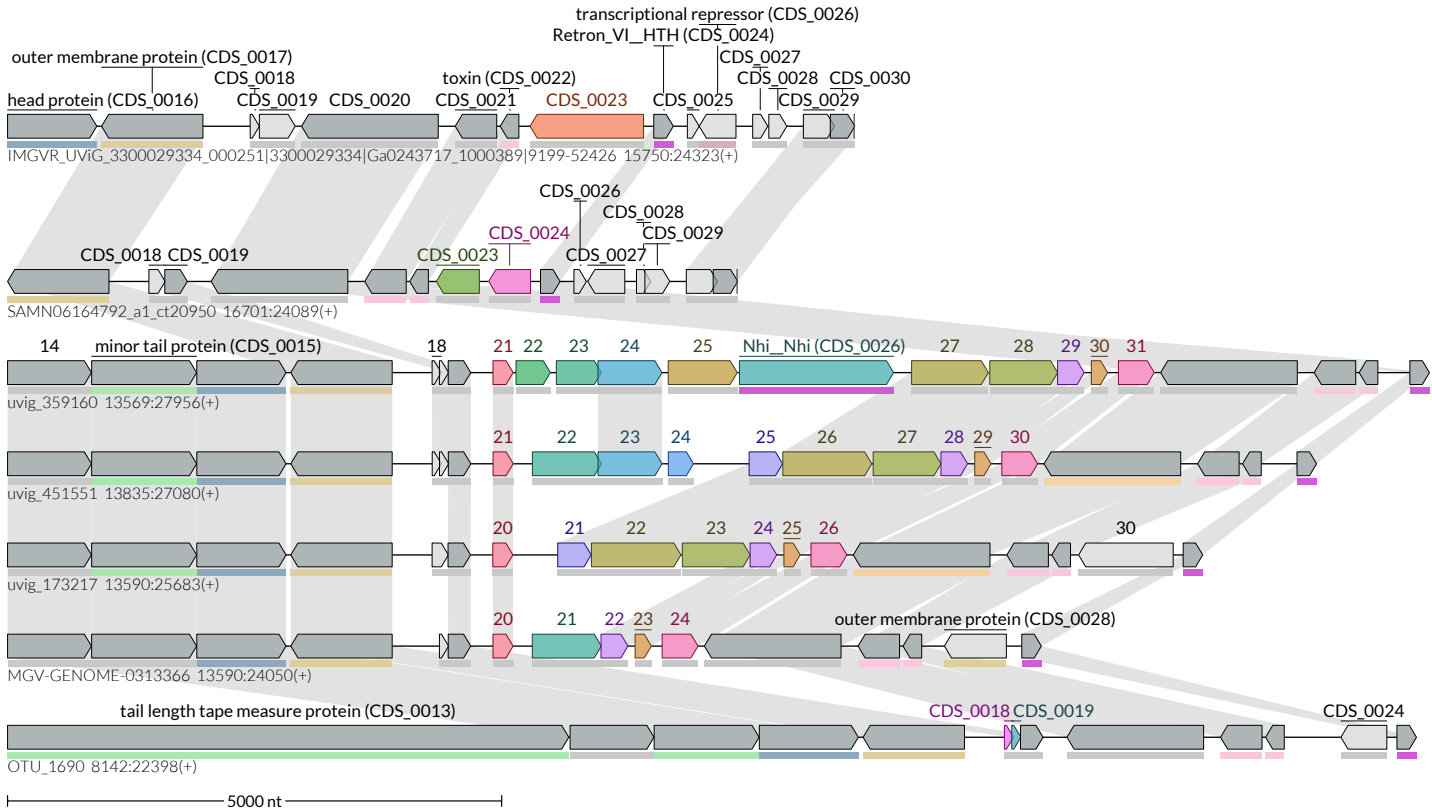 transcriptional repressor (CDS_0026)
Retron_VI__HTH (CDS_0024)
outer membrane protein (CDS_0017) CDS_0027
CDS_0018 toxin (CDS_0022) CDS_0028 CDS_0030
head protein (CDS_0016) CDS_0019 CDS_0020 CDS_0021 CDS_0023 CDS_0025 CDS_0029
IMGVR_UViG_3300029334_000251|3300029334|Ga0243717_1000389|9199-52426 15750:24323(+)
CDS_0026
CDS_0028
CDS_0024 CDS_0029
CDS_0018 CDS_0019 CDS_0023 CDS_0027
SAMN06164792_a1_ct20950 16701:24089(+)
14 minor tail protein (CDS_0015) 18 21 22 23 24 25 Nhi__Nhi (CDS_0026) 27 28 29 30 31
uvig_359160 13569:27956(+)
21 22 23 24 25 26 27 28 29 30
uvig_451551 13835:27080(+)
20 21 22 23 24 25 26 30
uvig_173217 13590:25683(+)
20 21 22 23 24 outer membrane protein (CDS_0028)
MGV-GENOME-0313366 13590:24050(+)
tail length tape measure protein (CDS_0013) CDS_0018 CDS_0019 CDS_0024
OTU_1690 8142:22398(+)
5000 nt